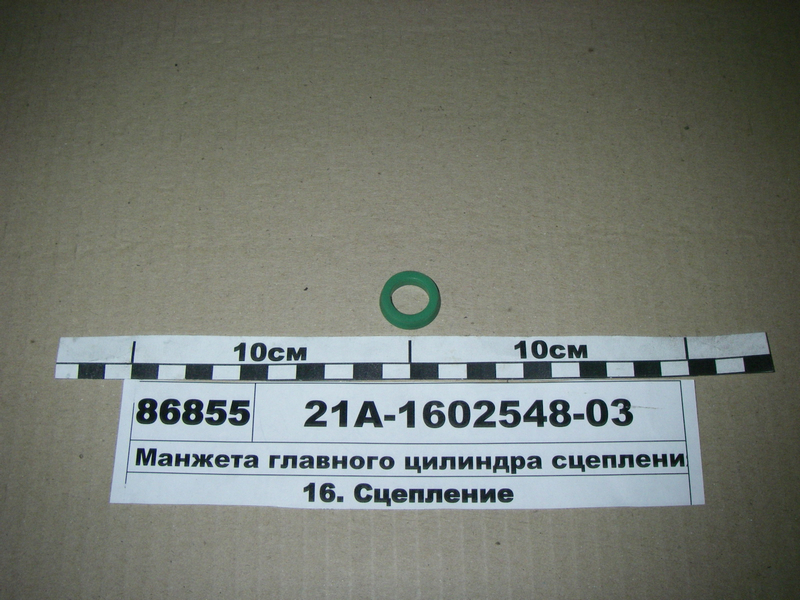 10см 10см
86855 21А-1602548-03
Манжета главного цилиндра сцеплени
16. Сцепление